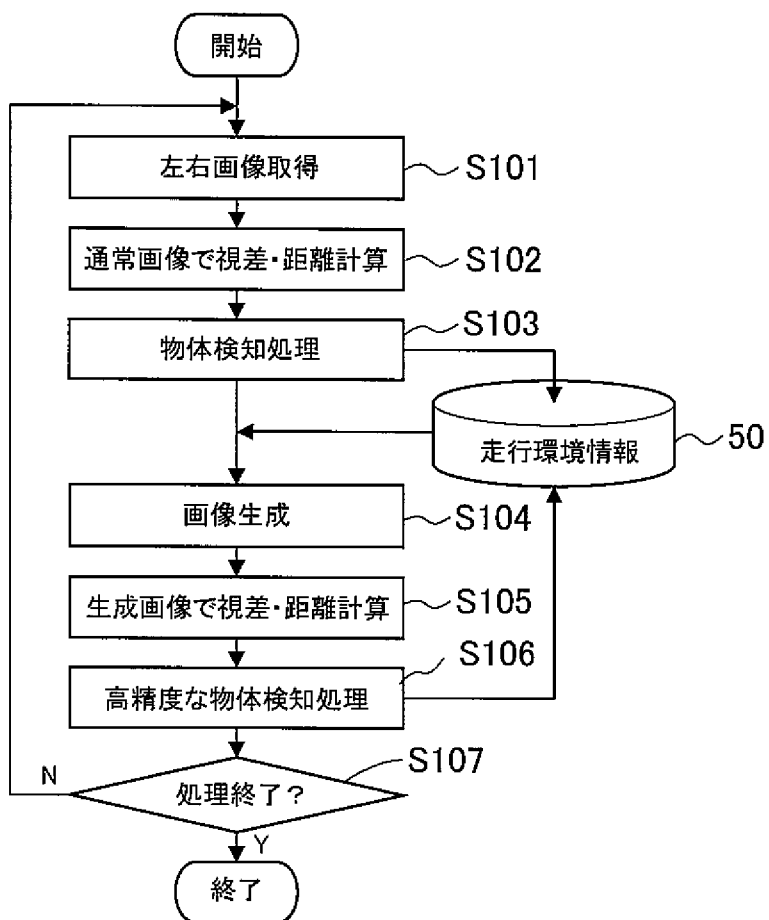 開始
左右画像取得
S101
通常画像で視差・距離計算
S102
物体検知処理
S103
走行環境情報
50
画像生成
S104
生成画像で視差・距離計算
S105
高精度な物体検知処理
S106
処理終了？
S107
N
Y
終了